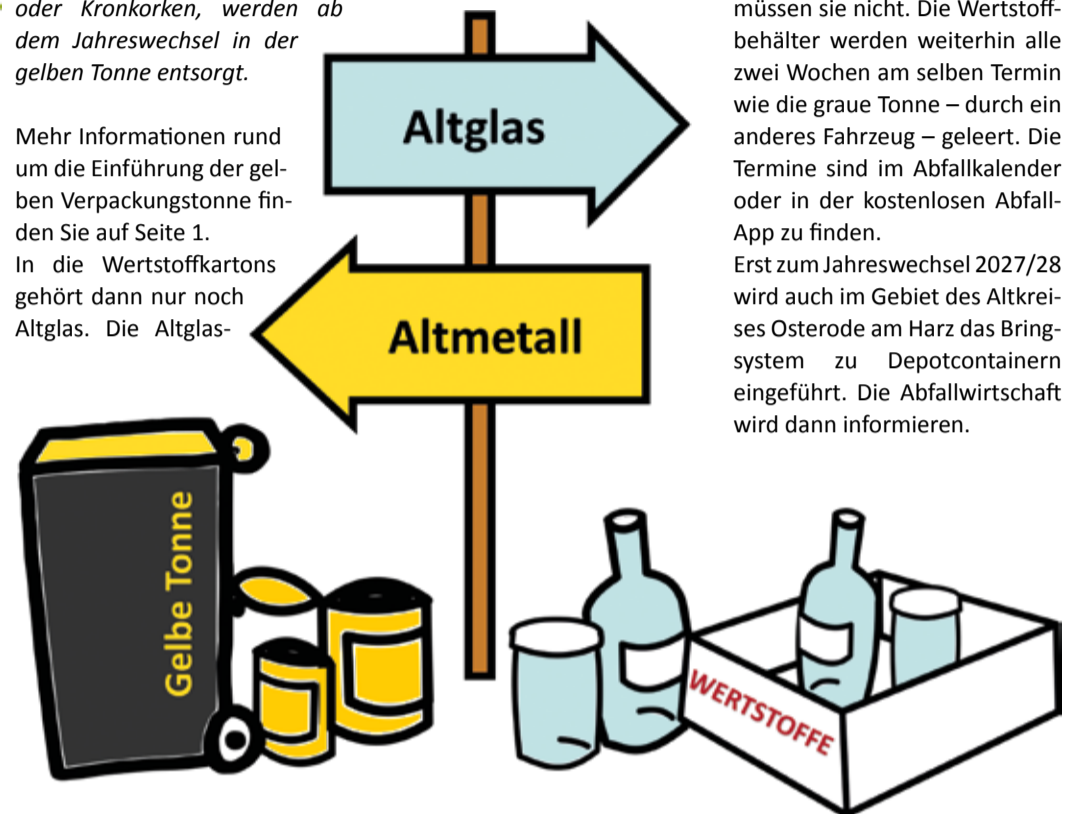 oder Kronkorken, werden ab
dem Jahreswechsel in der
gelben Tonne entsorgt.
Mehr Informationen rund
um die Einführung der gel-
ben Verpackungstonne fin-
den Sie auf Seite 1.
In die Wertstoffkartons
gehört dann nur noch
Altglas. Die Altglas-
Altglas
Altmetall
müssen sie nicht. Die Wertstoff-
behälter werden weiterhin alle
zwei Wochen am selben Termin
wie die graue Tonne – durch ein
anderes Fahrzeug – geleert. Die
Termine sind im Abfallkalender
oder in der kostenlosen Abfall-
App zu finden.
Erst zum Jahreswechsel 2027/28
wird auch im Gebiet des Altkrei-
ses Osterode am Harz das Bring-
system zu Depotcontainern
eingeführt. Die Abfallwirtschaft
wird dann informieren.
Gelbe Tonne
WERTSTOFFE